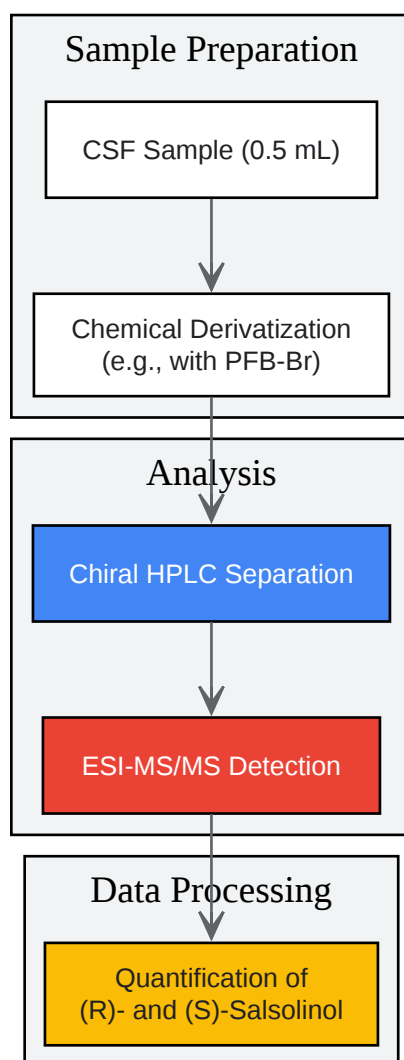 Sample Preparation
CSF Sample (0.5 mL)
Chemical Derivatization
(e.g., with PFB-Br)
Analysis
Chiral HPLC Separation
ESI-MS/MS Detection
Data Processing
Quantification of
(R)- and (S)-Salsolinol